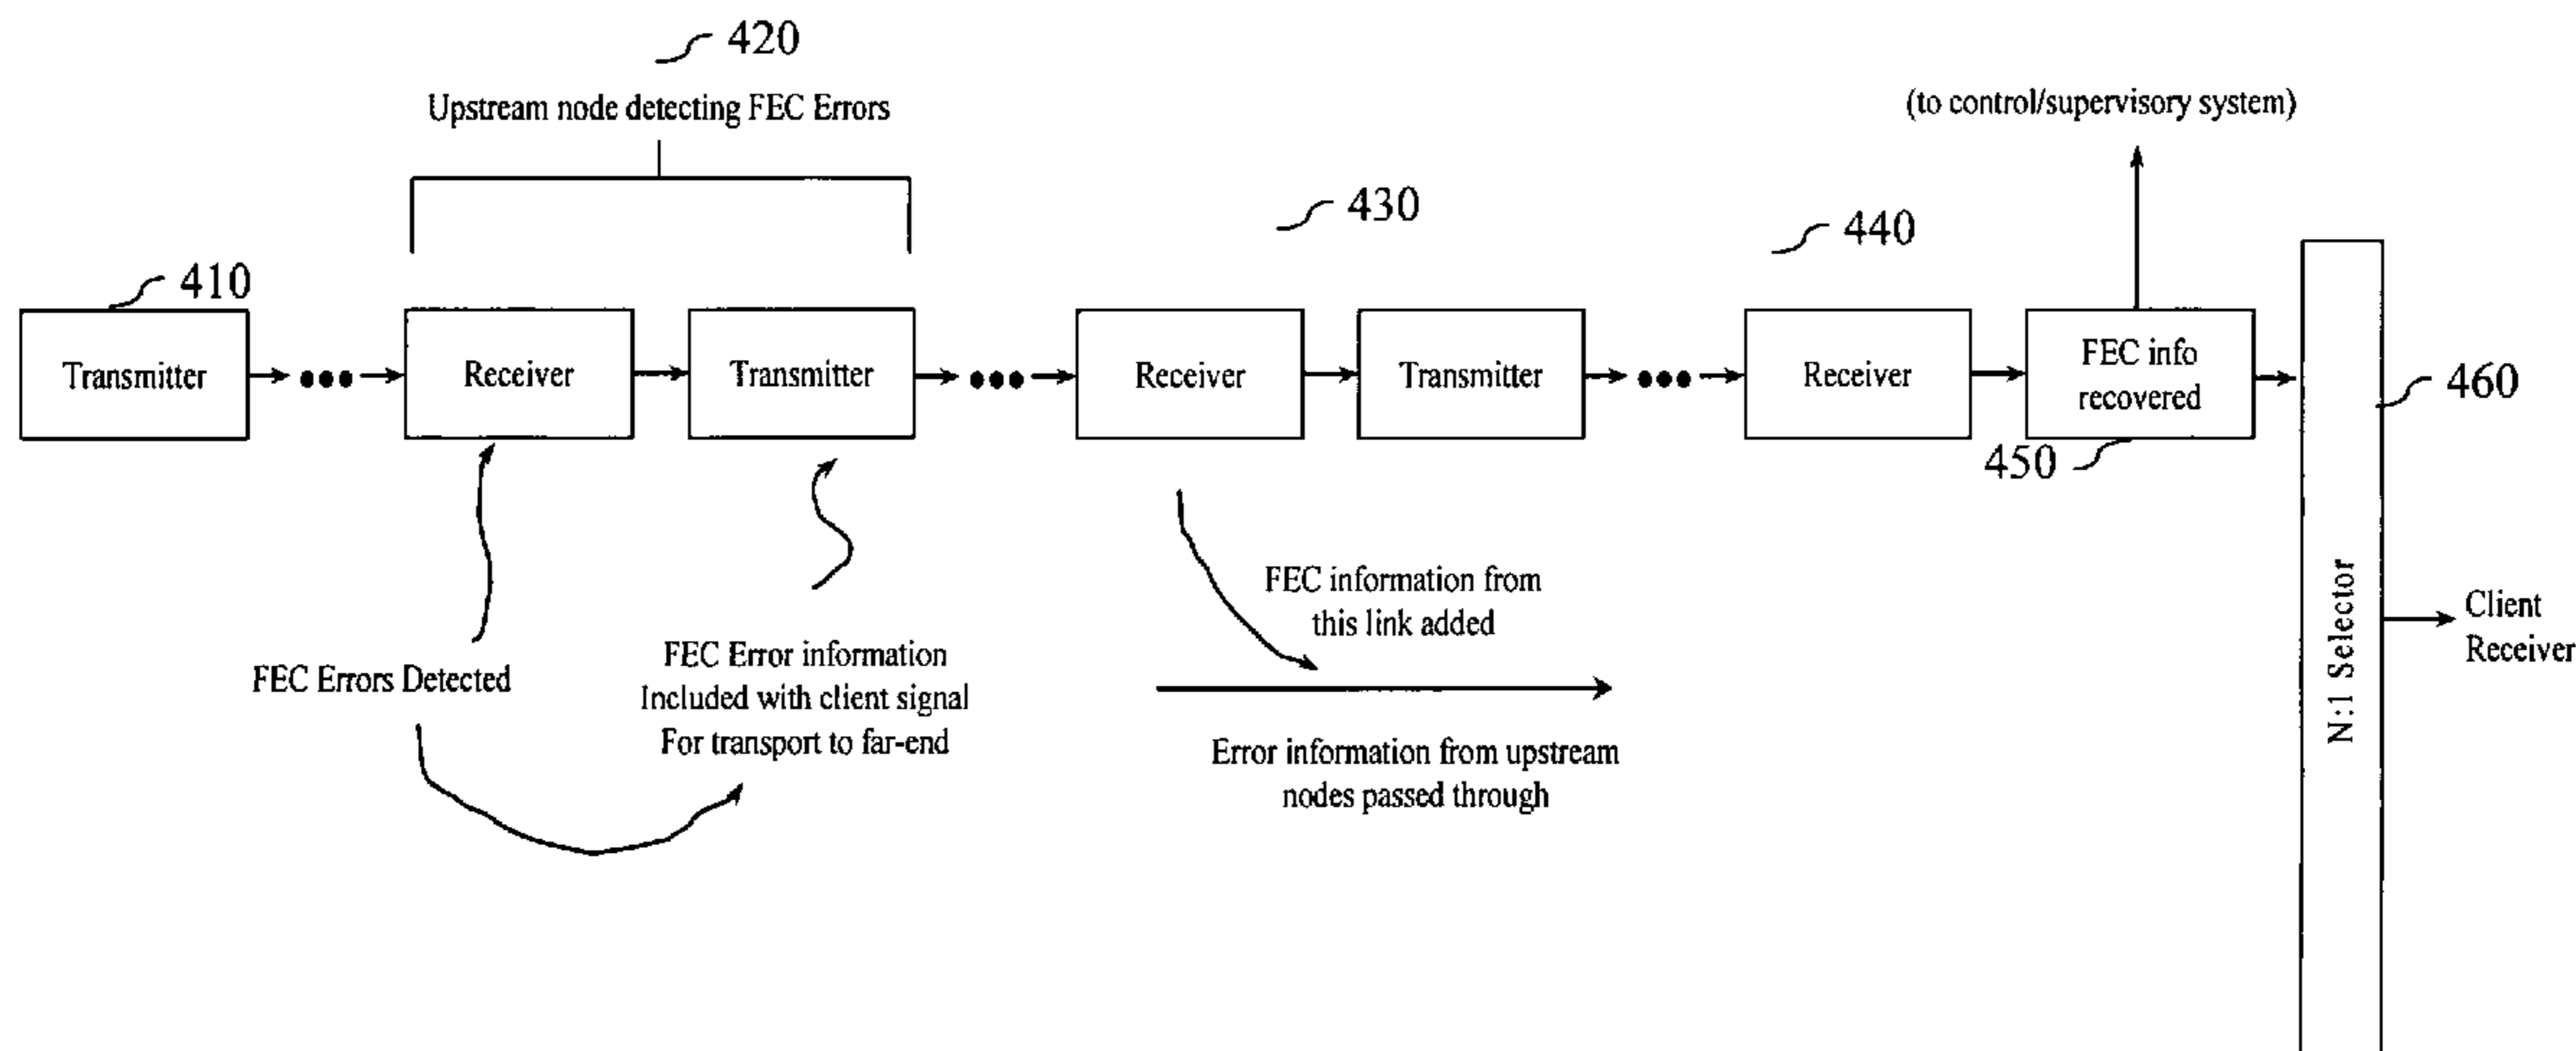 420
Upstream node detecting FEC Errors
(to control/supervisory system)
430
440
410
Transmitter
Receiver
Transmitter
Receiver
Transmitter
Receiver
FEC info
recovered
460
450
FEC information from
this link added
N:1 Selector
Client
Receiver
FEC Errors Detected
FEC Error information
Included with client signal
For transport to far-end
Error information from upstream
nodes passed through